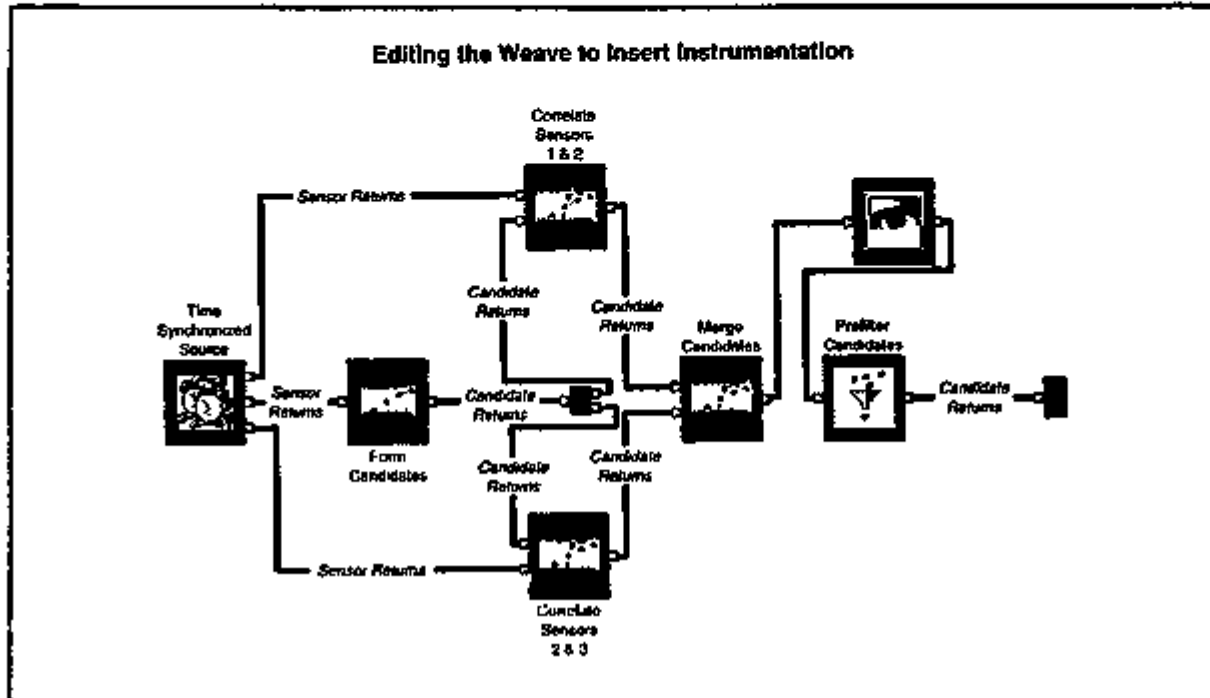 Editing the Weave to Insert Instrumentation
Correlate
Sensors
1 & 2
Sensor Returns
Candidate
Returns
Candidate
Returns
Time
Synchronized
Source
Merge
Candidates
Prefilter
Candidates
Sensor
Returns
Candidate
Returns
Candidate
Returns
Form
Candidates
Candidate
Returns
Candidate
Returns
Sensor Returns
Correlate
Sensors
2 & 3